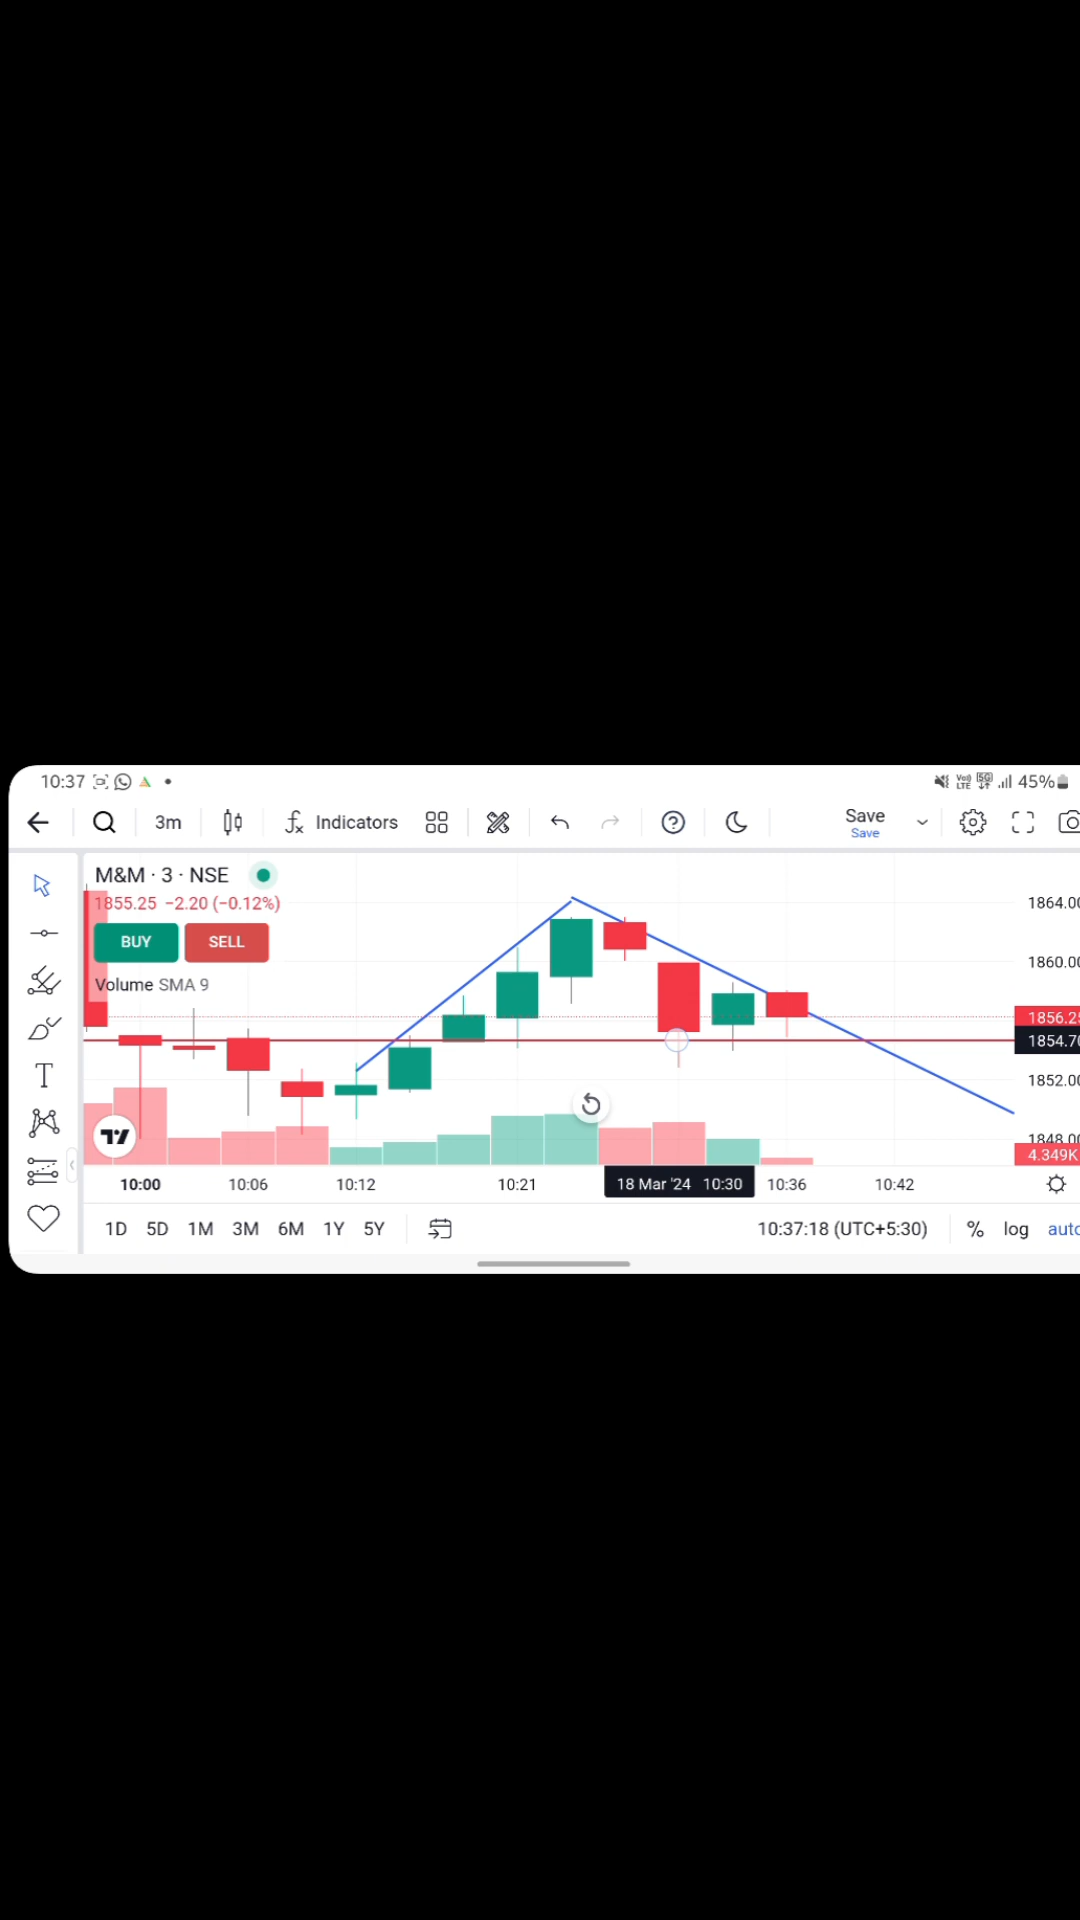 10:37 45%
3m Indicators Save
Save
M&M · 3 · NSE
1855.25 −2.20 (−0.12%)
BUY SELL
Volume SMA 9
1864.00
1860.00
1856.25
1854.70
1852.00
1848.00
4.349K
10:00 10:06 10:12 10:21 18 Mar '24 10:30 10:36 10:42
1D 5D 1M 3M 6M 1Y 5Y 10:37:18 (UTC+5:30) % log auto